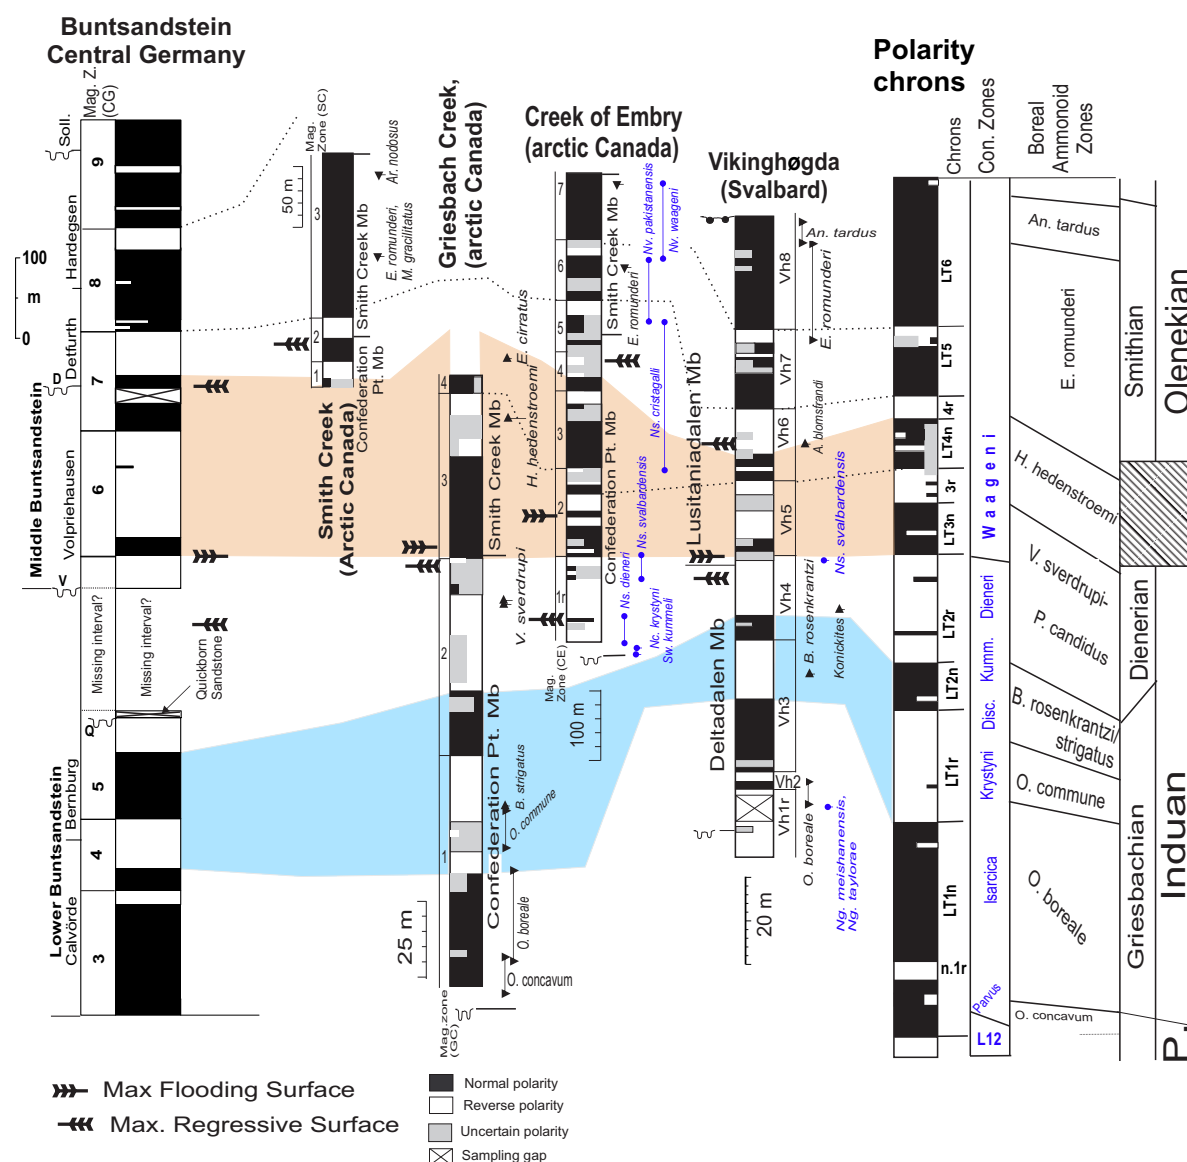 Buntsandstein
Central Germany
Mag. Z.
(CG)
Soll.
Hardegsen
Detfurth
Volpriehausen
Middle Buntsandstein
Lower Buntsandstein
Bernburg
Calvörde
9
8
7
6
5
4
3
D
V
Q
100
m
0
Missing interval?
Missing interval?
Quickborn
Sandstone
Mag.
Zone (SC)
50 m
3
2
1
Smith Creek Mb
Confederation
Pt. Mb
Ar. nodosus
E. romunderi,
M. gracilitatus
Smith Creek
(Arctic Canada)
Griesbach Creek,
(arctic Canada)
4
3
2
1
Smith Creek Mb
Confederation Pt. Mb
E. cirratus
H. hedenstroemi
V. sverdrupi
B. strigatus
O. commune
O. boreale
O. concavum
25 m
Mag.zone
(GC)
Creek of Embry
(arctic Canada)
7
6
5
4
3
2
1r
Smith Creek Mb
Confederation Pt. Mb
E. romunderi
Nv. pakistanensis
Nv. waageni
Ns. cristagalli
Ns. svalbardensis
Ns. dieneri
Nc. krystyni
Sw. kummeli
Mag.
Zone (CE)
100 m
Vikinghøgda
(Svalbard)
Vh8
Vh7
Vh6
Vh5
Vh4
Vh3
Vh2
Vh1r
Lusitaniadalen Mb
Deltadalen Mb
An. tardus
E. romunderi
A. blomstrandi
Ns. svalbardensis
B. rosenkrantzi
Konickites
O. boreale
Ng. meishanensis,
Ng. taylorae
20 m
Polarity
chrons
Chrons
Con. Zones
Boreal
Ammonoid
Zones
LT6
LT5
4r
LT4n
3r
LT3n
LT2r
LT2n
LT1r
LT1n
n.1r
Waageni
Dieneri
Kumm.
Disc.
Krystyni
Isarcica
Parvus
L12
An. tardus
E. romunderi
H. hedenstroemi
V. sverdrupi-
P. candidus
B. rosenkrantzi/
strigatus
O. commune
O. boreale
O. concavum
Smithian
Dienerian
Griesbachian
Olenekian
Induan
P.
Max Flooding Surface
Max. Regressive Surface
Normal polarity
Reverse polarity
Uncertain polarity
Sampling gap